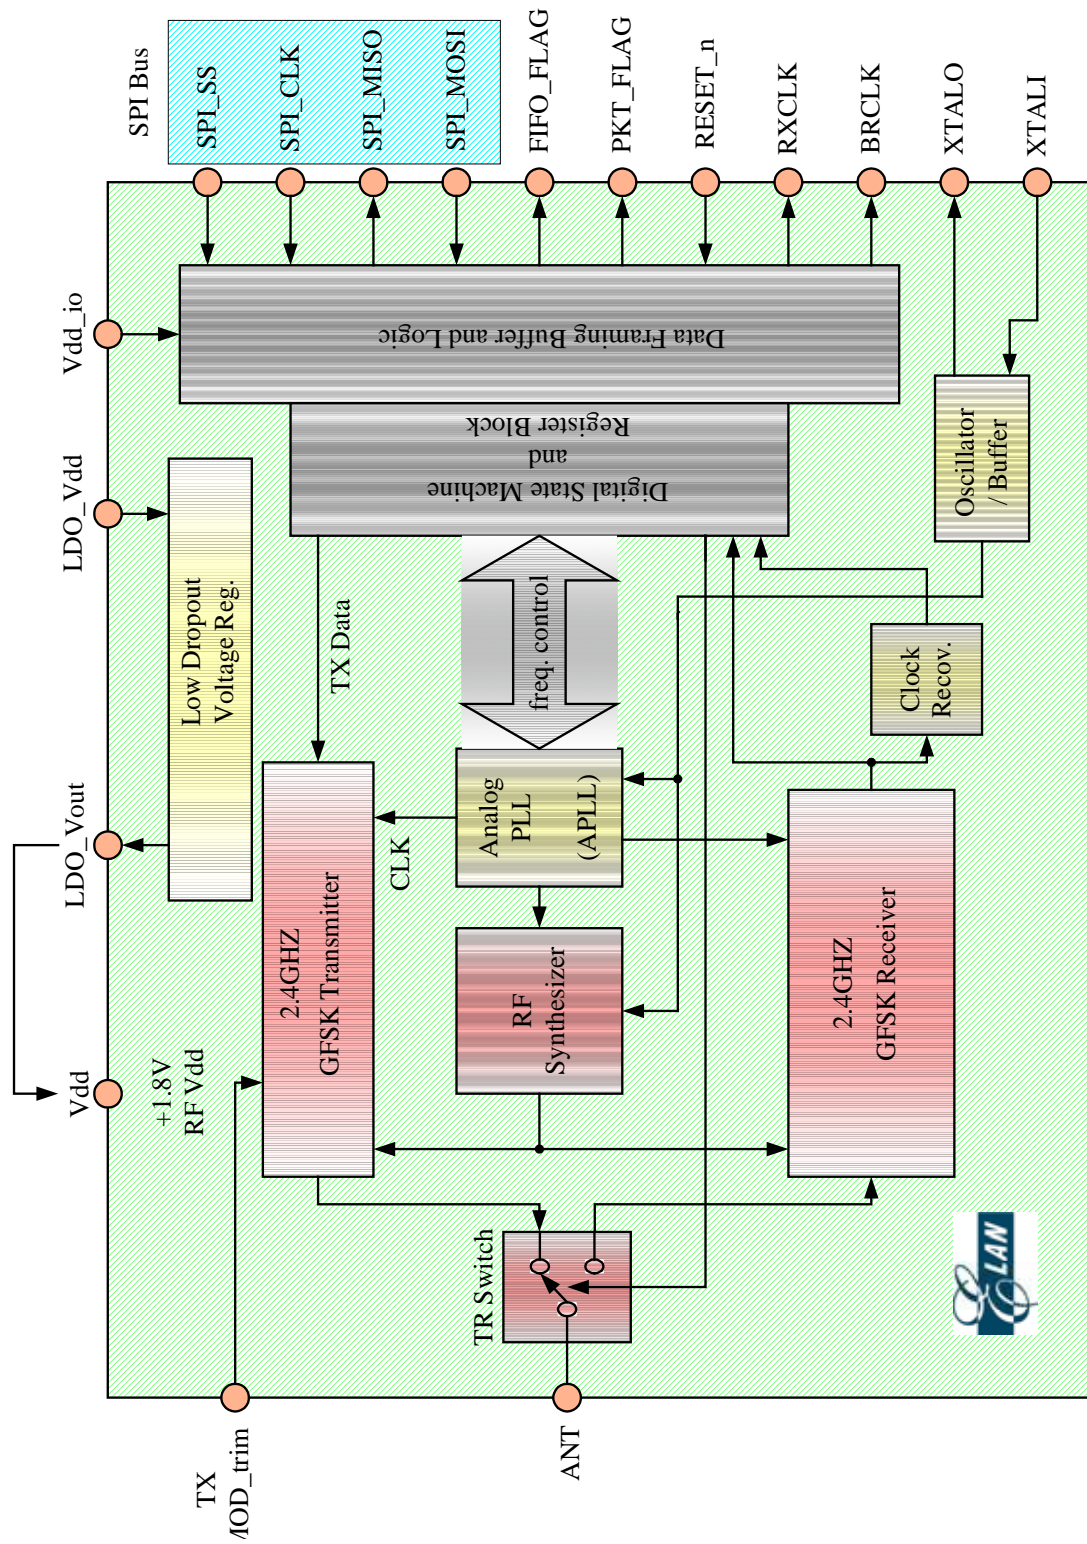 SPI Bus
SPI_SS
SPI_CLK
SPI_MISO
SPI_MOSI
FIFO_FLAG
PKT_FLAG
RESET_n
RXCLK
BRCLK
XTALO
XTALI
Vdd_io
LDO_Vdd
LDO_Vout
Vdd
+1.8V
RF Vdd
Data Framing Buffer and Logic
Digital State Machine
and
Register Block
Low Dropout
Voltage Reg.
TX Data
freq. control
Oscillator
/ Buffer
Clock
Recov.
Analog
PLL
(APLL)
CLK
2.4GHZ
GFSK Transmitter
RF
Synthesizer
2.4GHZ
GFSK Receiver
TR Switch
TX
MOD_trim
ANT
LAN